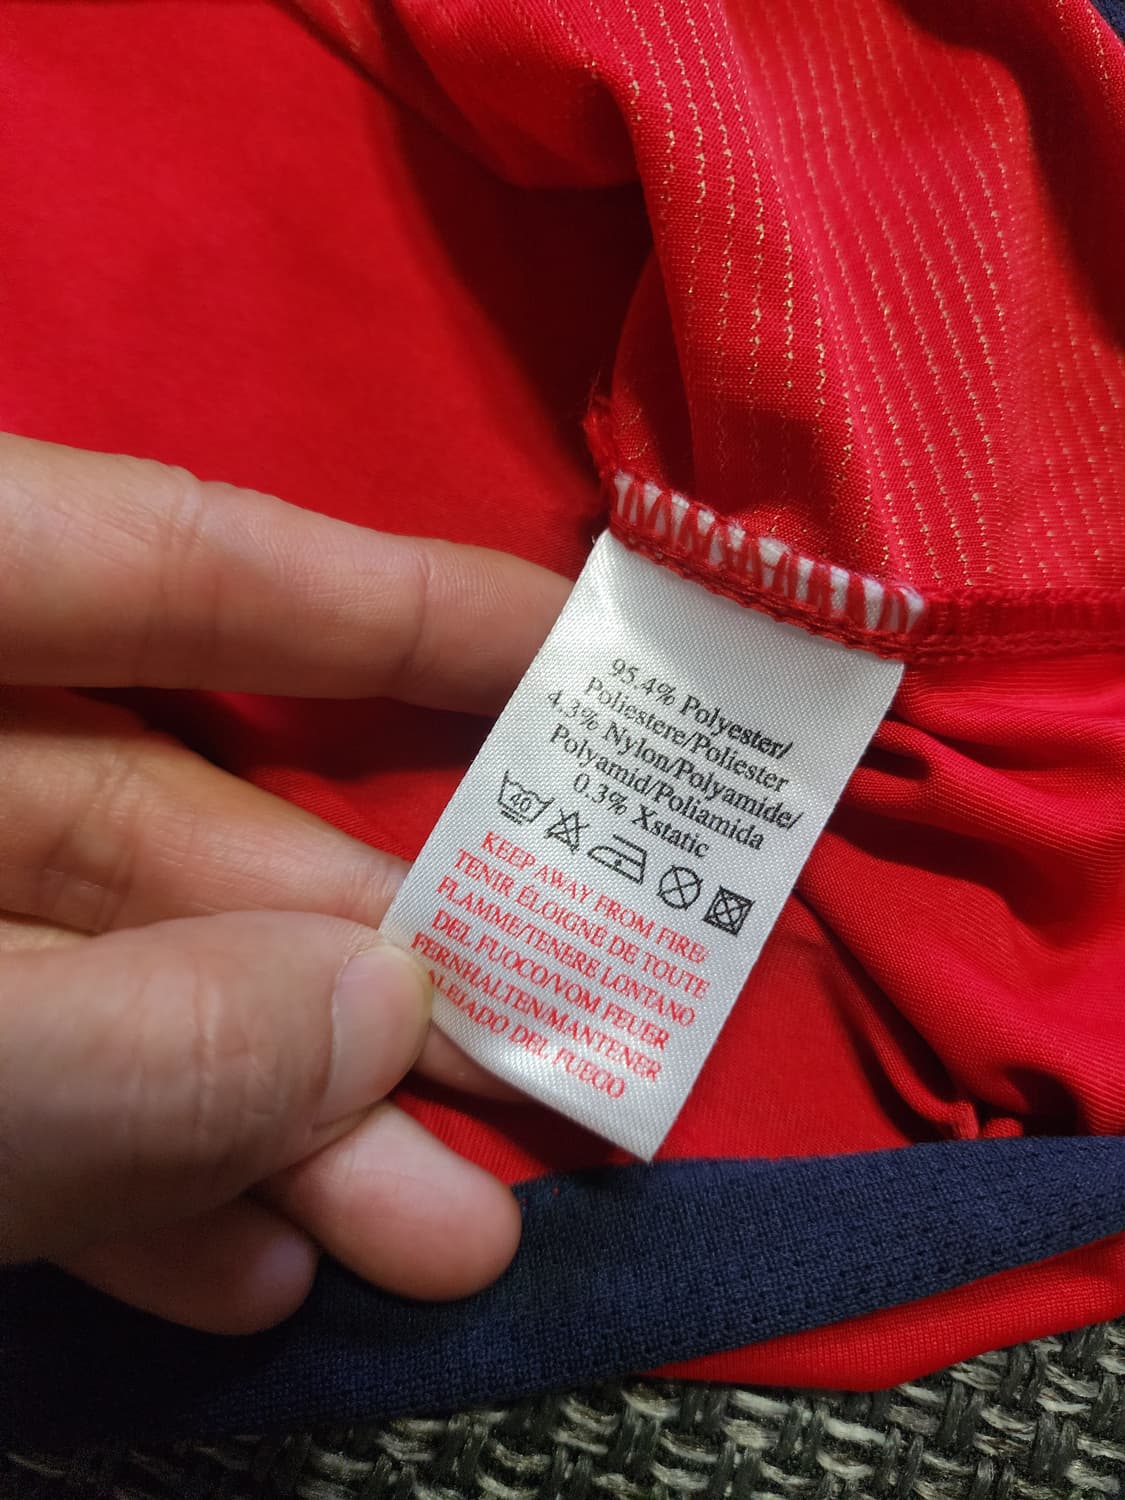 95.4% Polyester/
Poliestere/Poliester
4.3% Nylon/Polyamide/
Polyamid/Poliamida
0.3% Xstatic
40
KEEP AWAY FROM FIRE/
TENIR ÉLOIGNÉ DE TOUTE
FLAMME/TENERE LONTANO
DEL FUOCO/VOM FEUER
FERNHALTEN/MANTENER
ALEJADO DEL FUEGO